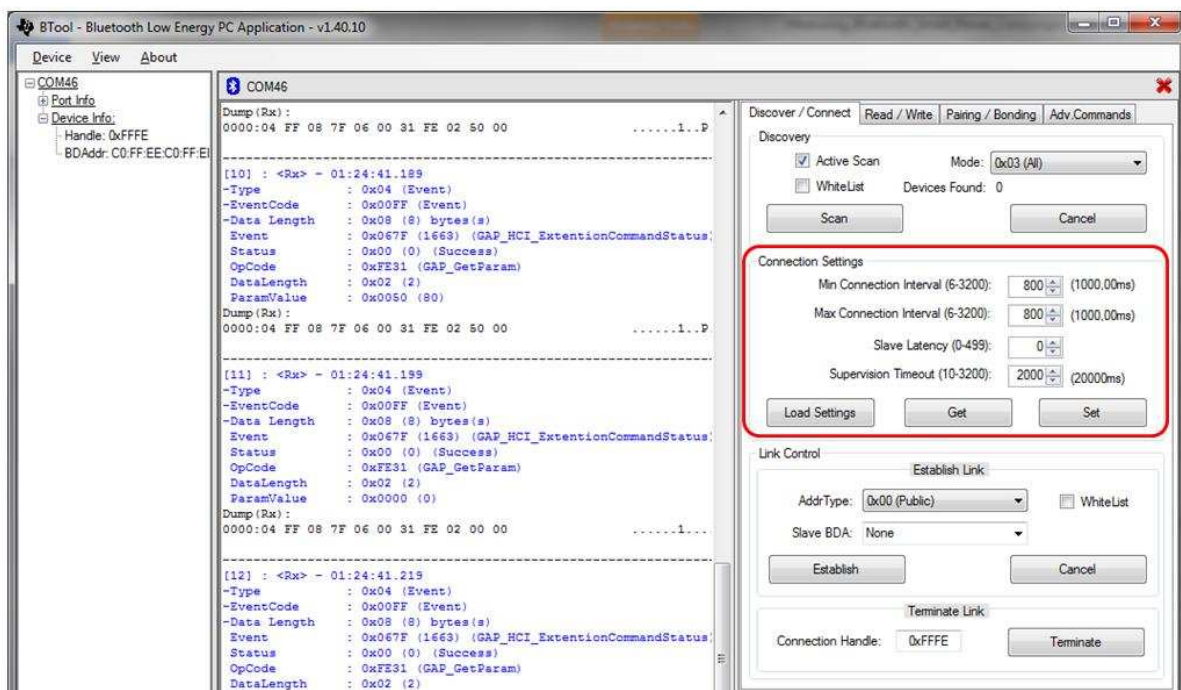 BTool - Bluetooth Low Energy PC Application - v1.40.10
Device View About
COM46
Port Info
Device Info:
Handle: 0xFFFE
BDAddr: C0:FF:EE:C0:FF:EI
COM46
Dump(Rx):
0000:04 FF 08 7F 06 00 31 FE 02 50 00 ......1..P
[10] : <Rx> - 01:24:41.189
-Type : 0x04 (Event)
-EventCode : 0x00FF (Event)
-Data Length : 0x08 (8) bytes(s)
Event : 0x067F (1663) (GAP_HCI_ExtentionCommandStatus)
Status : 0x00 (0) (Success)
OpCode : 0xFE31 (GAP_GetParam)
DataLength : 0x02 (2)
ParamValue : 0x0050 (80)
Dump(Rx):
0000:04 FF 08 7F 06 00 31 FE 02 50 00 ......1..P
[11] : <Rx> - 01:24:41.199
-Type : 0x04 (Event)
-EventCode : 0x00FF (Event)
-Data Length : 0x08 (8) bytes(s)
Event : 0x067F (1663) (GAP_HCI_ExtentionCommandStatus)
Status : 0x00 (0) (Success)
OpCode : 0xFE31 (GAP_GetParam)
DataLength : 0x02 (2)
ParamValue : 0x0000 (0)
Dump(Rx):
0000:04 FF 08 7F 06 00 31 FE 02 00 00 ......1...
[12] : <Rx> - 01:24:41.219
-Type : 0x04 (Event)
-EventCode : 0x00FF (Event)
-Data Length : 0x08 (8) bytes(s)
Event : 0x067F (1663) (GAP_HCI_ExtentionCommandStatus)
Status : 0x00 (0) (Success)
OpCode : 0xFE31 (GAP_GetParam)
DataLength : 0x02 (2)
Discover / Connect Read / Write Pairing / Bonding Adv.Commands
Discovery
Active Scan Mode: 0x03 (All)
WhiteList Devices Found: 0
Scan Cancel
Connection Settings
Min Connection Interval (6-3200): 800 (1000,00ms)
Max Connection Interval (6-3200): 800 (1000,00ms)
Slave Latency (0-499): 0
Supervision Timeout (10-3200): 2000 (20000ms)
Load Settings Get Set
Link Control
Establish Link
AddrType: 0x00 (Public) WhiteList
Slave BDA: None
Establish Cancel
Terminate Link
Connection Handle: 0xFFFE Terminate